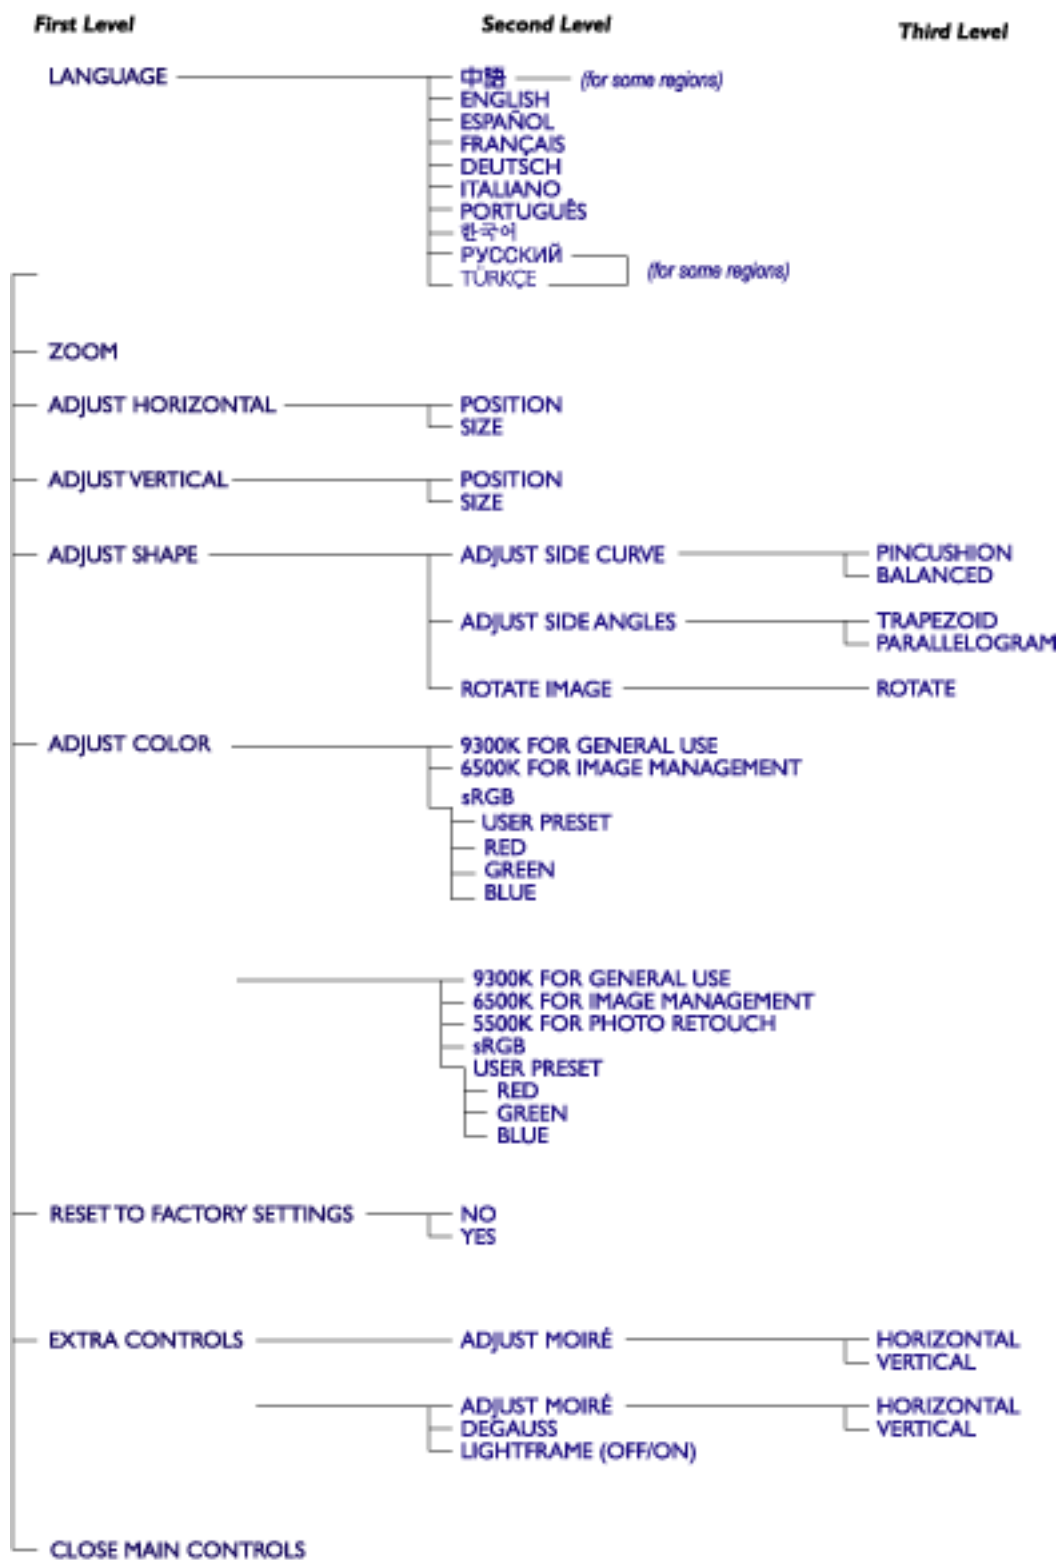 First Level Second Level Third Level
LANGUAGE 中語 (for some regions)
ENGLISH
ESPAÑOL
FRANÇAIS
DEUTSCH
ITALIANO
PORTUGUÊS
한국어
РУССКИЙ
(for some regions)
TÜRKÇE
ZOOM
ADJUST HORIZONTAL POSITION
SIZE
ADJUST VERTICAL POSITION
SIZE
ADJUST SHAPE ADJUST SIDE CURVE PINCUSHION
BALANCED
ADJUST SIDE ANGLES TRAPEZOID
PARALLELOGRAM
ROTATE IMAGE ROTATE
ADJUST COLOR 9300K FOR GENERAL USE
6500K FOR IMAGE MANAGEMENT
sRGB
USER PRESET
RED
GREEN
BLUE
9300K FOR GENERAL USE
6500K FOR IMAGE MANAGEMENT
5500K FOR PHOTO RETOUCH
sRGB
USER PRESET
RED
GREEN
BLUE
RESET TO FACTORY SETTINGS NO
YES
EXTRA CONTROLS ADJUST MOIRÉ HORIZONTAL
VERTICAL
ADJUST MOIRÉ HORIZONTAL
DEGAUSS VERTICAL
LIGHTFRAME (OFF/ON)
CLOSE MAIN CONTROLS